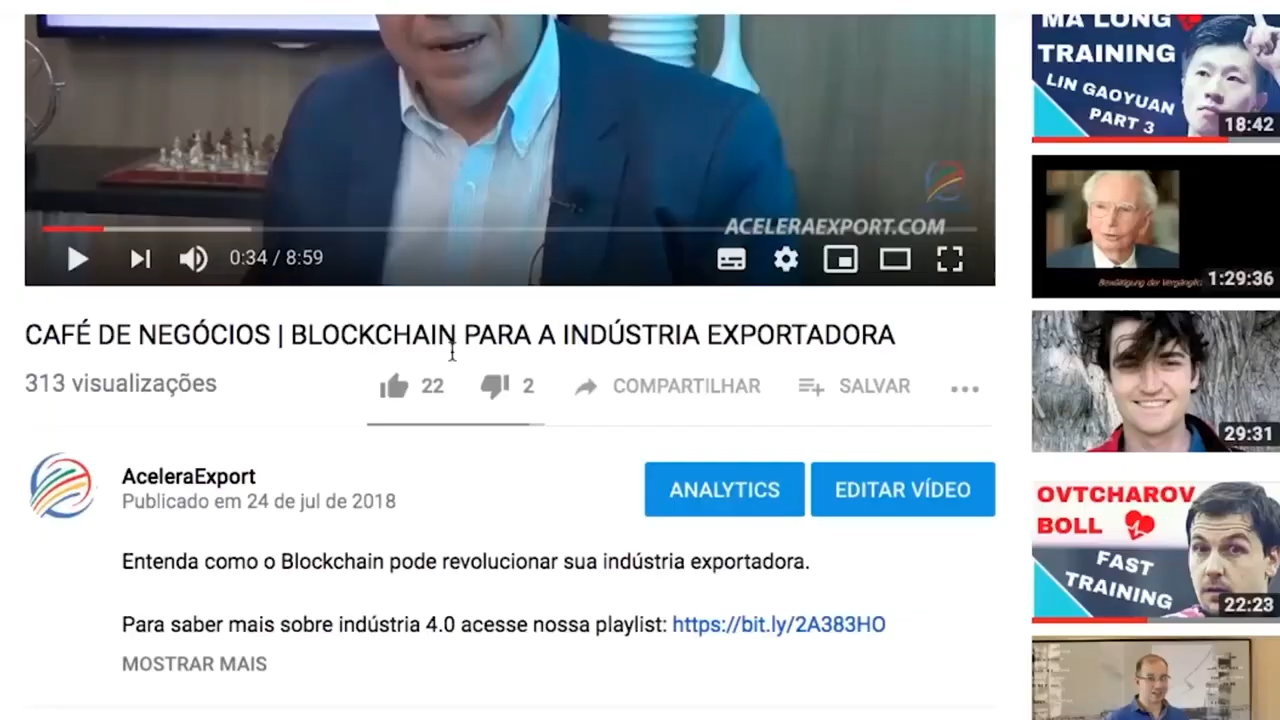 ACELERAEXPORT.COM
0:34 / 8:59
CAFÉ DE NEGÓCIOS | BLOCKCHAIN PARA A INDÚSTRIA EXPORTADORA
313 visualizações
22
2
COMPARTILHAR
SALVAR
AceleraExport
Publicado em 24 de jul de 2018
ANALYTICS
EDITAR VÍDEO
Entenda como o Blockchain pode revolucionar sua indústria exportadora.
Para saber mais sobre indústria 4.0 acesse nossa playlist: https://bit.ly/2A383HO
MOSTRAR MAIS
MA LONG
TRAINING
LIN GAOYUAN
PART 3
18:42
Bewältigung der
1:29:36
29:31
OVTCHAROV
BOLL
FAST
TRAINING
22:23